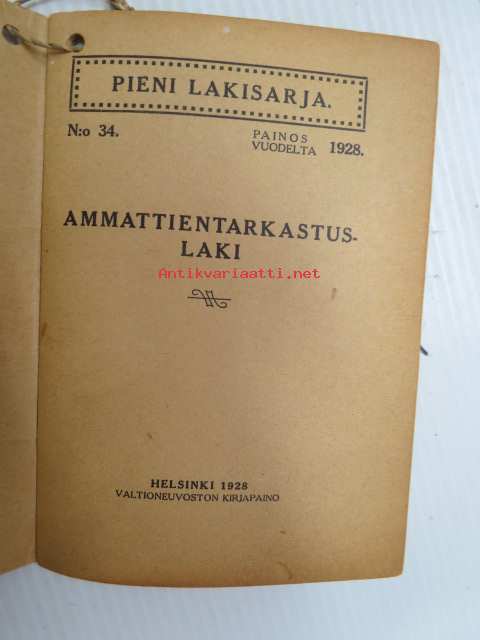 PIENI LAKISARJA.
N:o 34.
PAINOS
VUODELTA 1928.
AMMATTIENTARKASTUS-
LAKI
Antikvariaatti.net
HELSINKI 1928
VALTIONEUVOSTON KIRJAPAINO